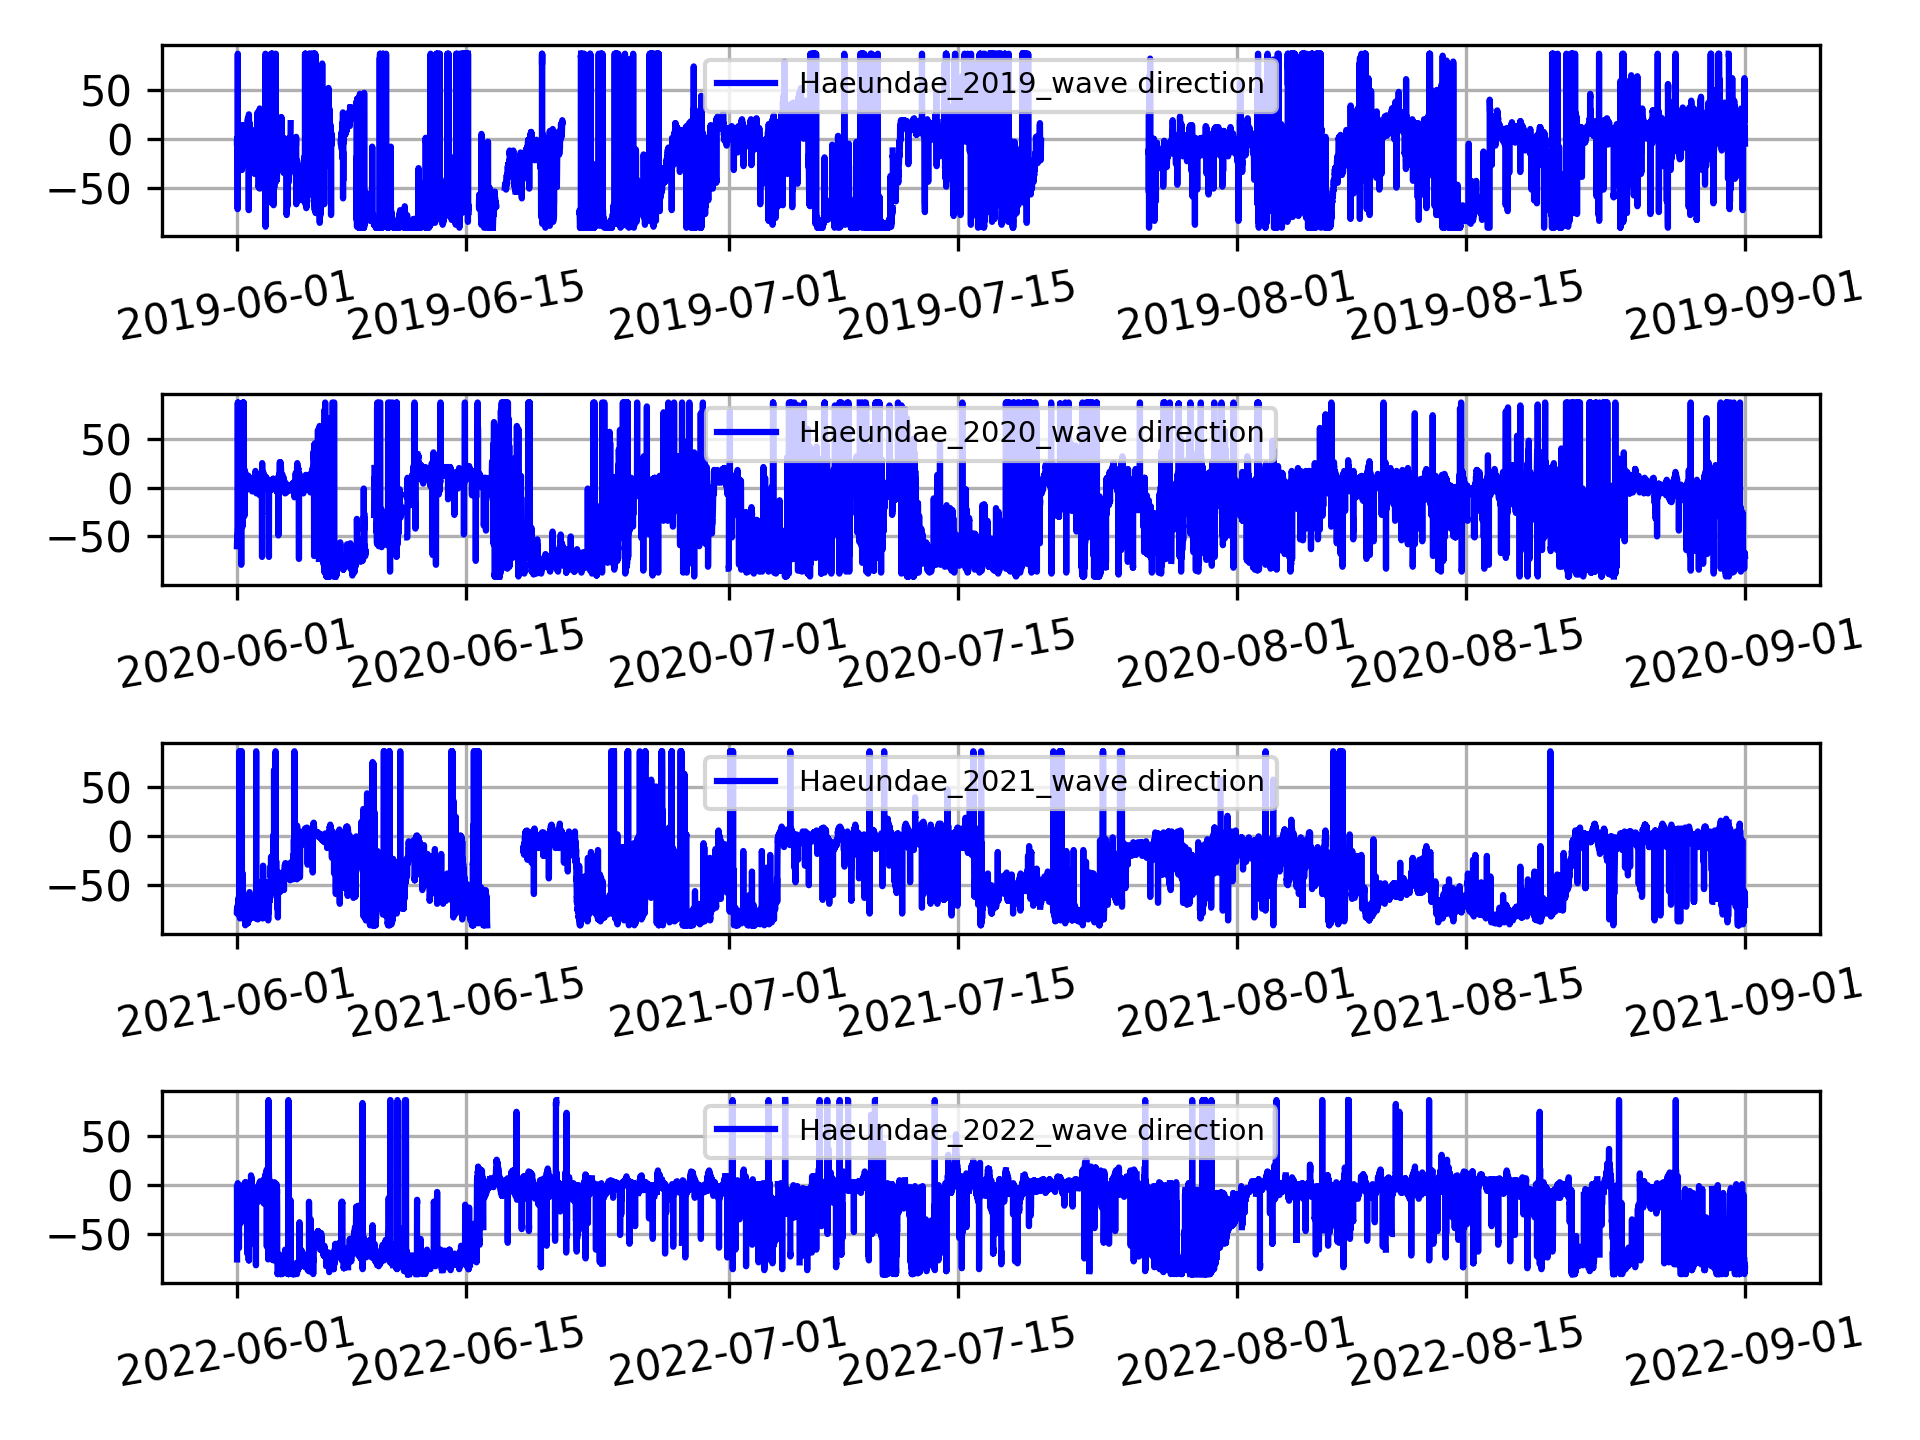 Haeundae_2019_wave direction
50
0
−50
2019-06-01 2019-06-15 2019-07-01 2019-07-15 2019-08-01 2019-08-15 2019-09-01
Haeundae_2020_wave direction
50
0
−50
2020-06-01 2020-06-15 2020-07-01 2020-07-15 2020-08-01 2020-08-15 2020-09-01
Haeundae_2021_wave direction
50
0
−50
2021-06-01 2021-06-15 2021-07-01 2021-07-15 2021-08-01 2021-08-15 2021-09-01
Haeundae_2022_wave direction
50
0
−50
2022-06-01 2022-06-15 2022-07-01 2022-07-15 2022-08-01 2022-08-15 2022-09-01